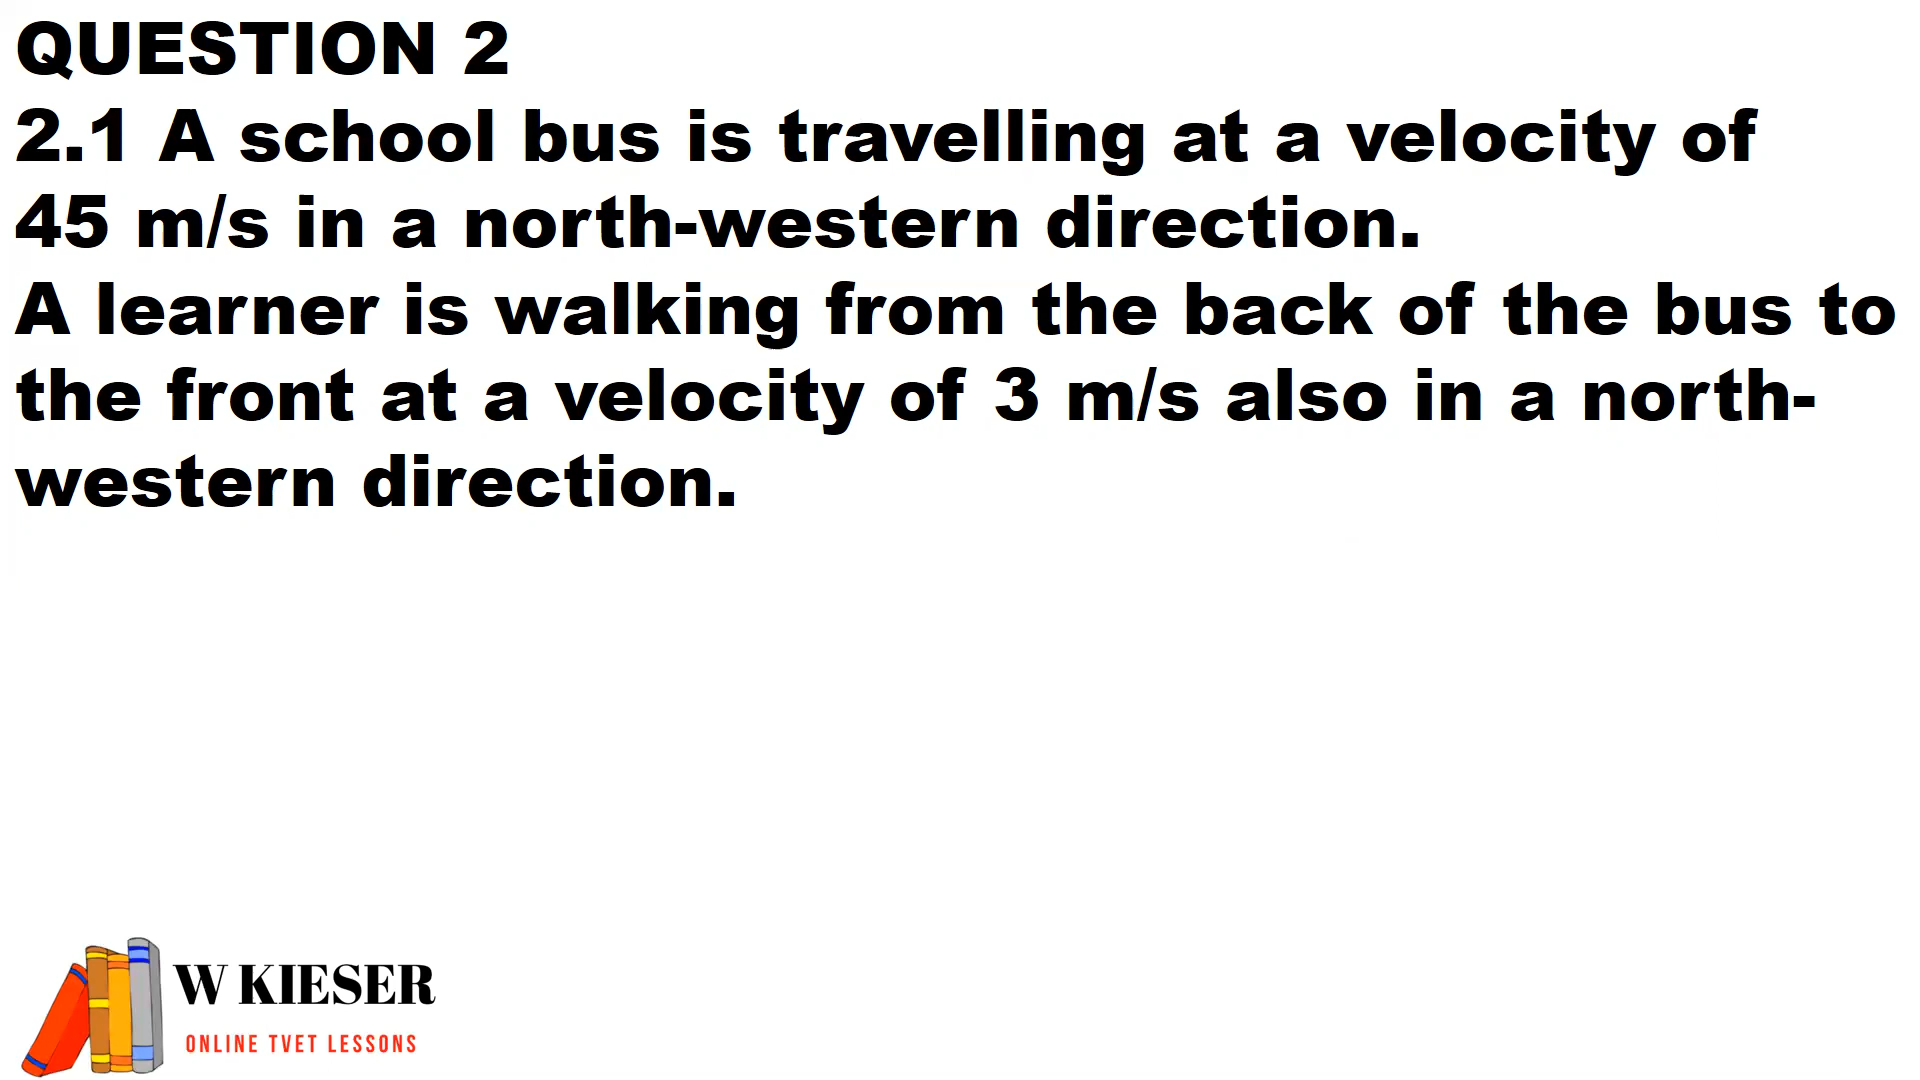 QUESTION 2
2.1 A school bus is travelling at a velocity of
45 m/s in a north-western direction.
A learner is walking from the back of the bus to
the front at a velocity of 3 m/s also in a north-
western direction.
W KIESER
ONLINE TVET LESSONS